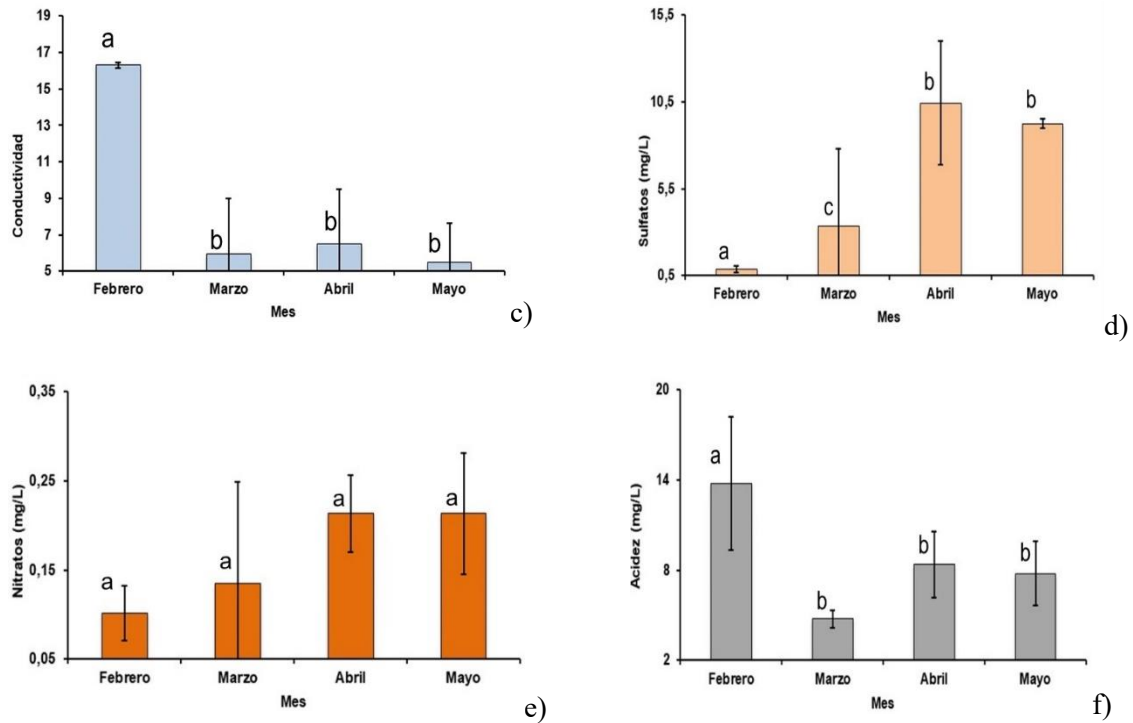 19
17
15
13
11
9
7
5
Conductividad
a
b
b
b
Febrero Marzo Abril Mayo
Mes
c)
15,5
10,5
5,5
0,5
Sulfatos (mg/L)
a
c
b
b
Febrero Marzo Abril Mayo
Mes
d)
0,35
0,25
0,15
0,05
Nitratos (mg/L)
a
a
a
a
Febrero Marzo Abril Mayo
Mes
e)
20
14
8
2
Acidez (mg/L)
a
b
b
b
Febrero Marzo Abril Mayo
Mes
f)